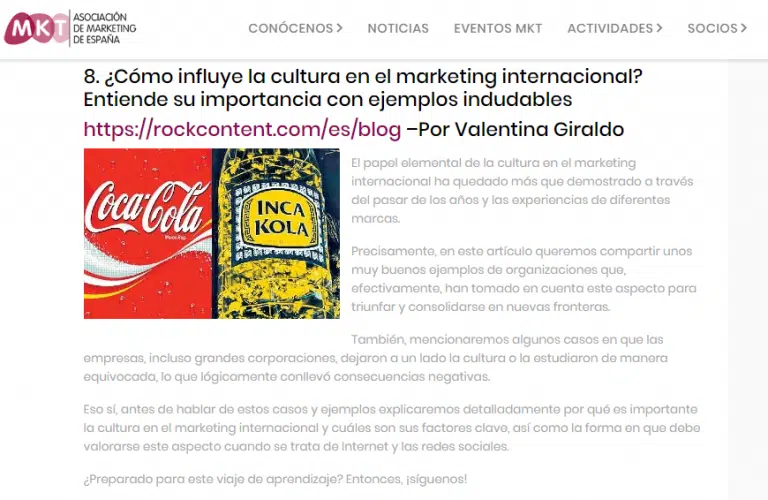 MKT
ASOCIACIÓN
DE MARKETING
DE ESPAÑA
CONÓCENOS
NOTICIAS
EVENTOS MKT
ACTIVIDADES
SOCIOS
8. ¿Cómo influye la cultura en el marketing internacional?
Entiende su importancia con ejemplos indudables
https://rockcontent.com/es/blog –Por Valentina Giraldo
Coca-Cola
INCA
KOLA
El papel elemental de la cultura en el marketing
internacional ha quedado más que demostrado a través
del pasar de los años y las experiencias de diferentes
marcas.
Precisamente, en este artículo queremos compartir unos
muy buenos ejemplos de organizaciones que,
efectivamente, han tomado en cuenta este aspecto para
triunfar y consolidarse en nuevas fronteras.
También, mencionaremos algunos casos en que las
empresas, incluso grandes corporaciones, dejaron a un lado la cultura o la estudiaron de manera
equivocada, lo que lógicamente conllevó consecuencias negativas.
Eso sí, antes de hablar de estos casos y ejemplos explicaremos detalladamente por qué es importante
la cultura en el marketing internacional y cuáles son sus factores clave, así como la forma en que debe
valorarse este aspecto cuando se trata de Internet y las redes sociales.
¿Preparado para este viaje de aprendizaje? Entonces, ¡síguenos!